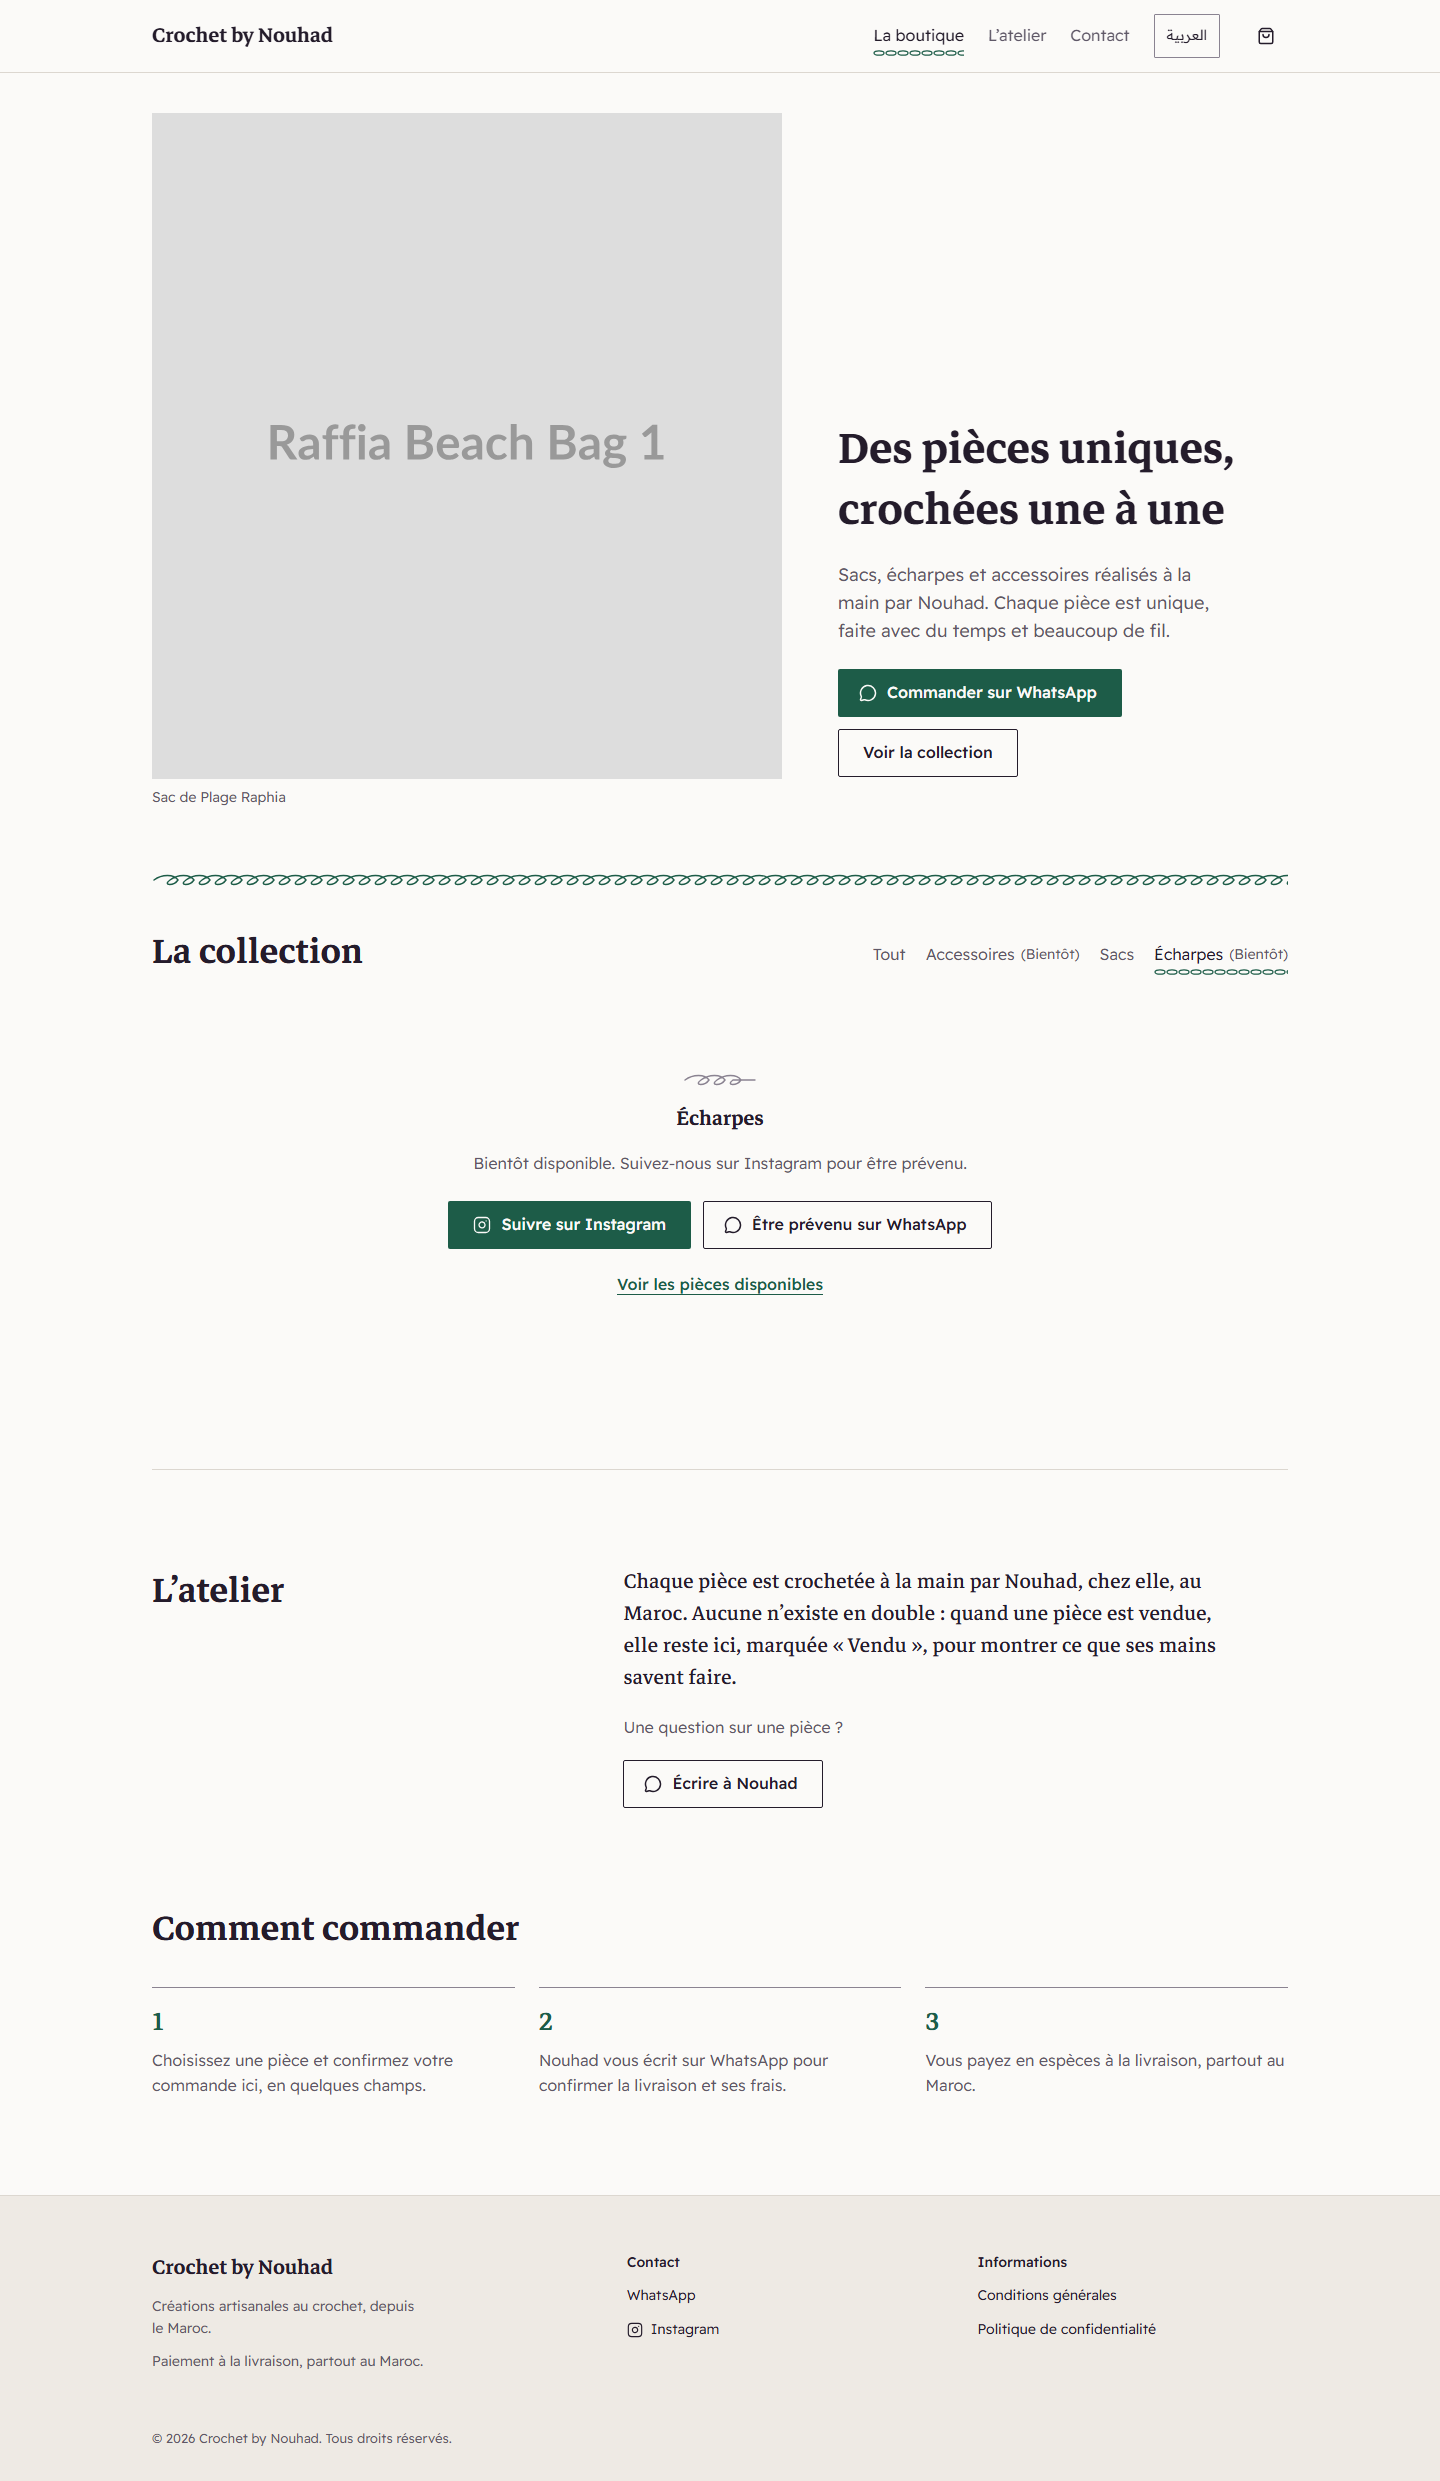 Crochet by Nouhad
La boutique
L’atelier
Contact
العربية
Raffia Beach Bag 1
Des pièces uniques,
crochées une à une
Sacs, écharpes et accessoires réalisés à la
main par Nouhad. Chaque pièce est unique,
faite avec du temps et beaucoup de fil.
Commander sur WhatsApp
Voir la collection
Sac de Plage Raphia
La collection
Tout
Accessoires (Bientôt)
Sacs
Écharpes (Bientôt)
Écharpes
Bientôt disponible. Suivez-nous sur Instagram pour être prévenu.
Suivre sur Instagram
Être prévenu sur WhatsApp
Voir les pièces disponibles
L’atelier
Chaque pièce est crochetée à la main par Nouhad, chez elle, au
Maroc. Aucune n’existe en double : quand une pièce est vendue,
elle reste ici, marquée « Vendu », pour montrer ce que ses mains
savent faire.
Une question sur une pièce ?
Écrire à Nouhad
Comment commander
1
Choisissez une pièce et confirmez votre
commande ici, en quelques champs.
2
Nouhad vous écrit sur WhatsApp pour
confirmer la livraison et ses frais.
3
Vous payez en espèces à la livraison, partout au
Maroc.
Crochet by Nouhad
Créations artisanales au crochet, depuis
le Maroc.
Paiement à la livraison, partout au Maroc.
Contact
WhatsApp
Instagram
Informations
Conditions générales
Politique de confidentialité
© 2026 Crochet by Nouhad. Tous droits réservés.